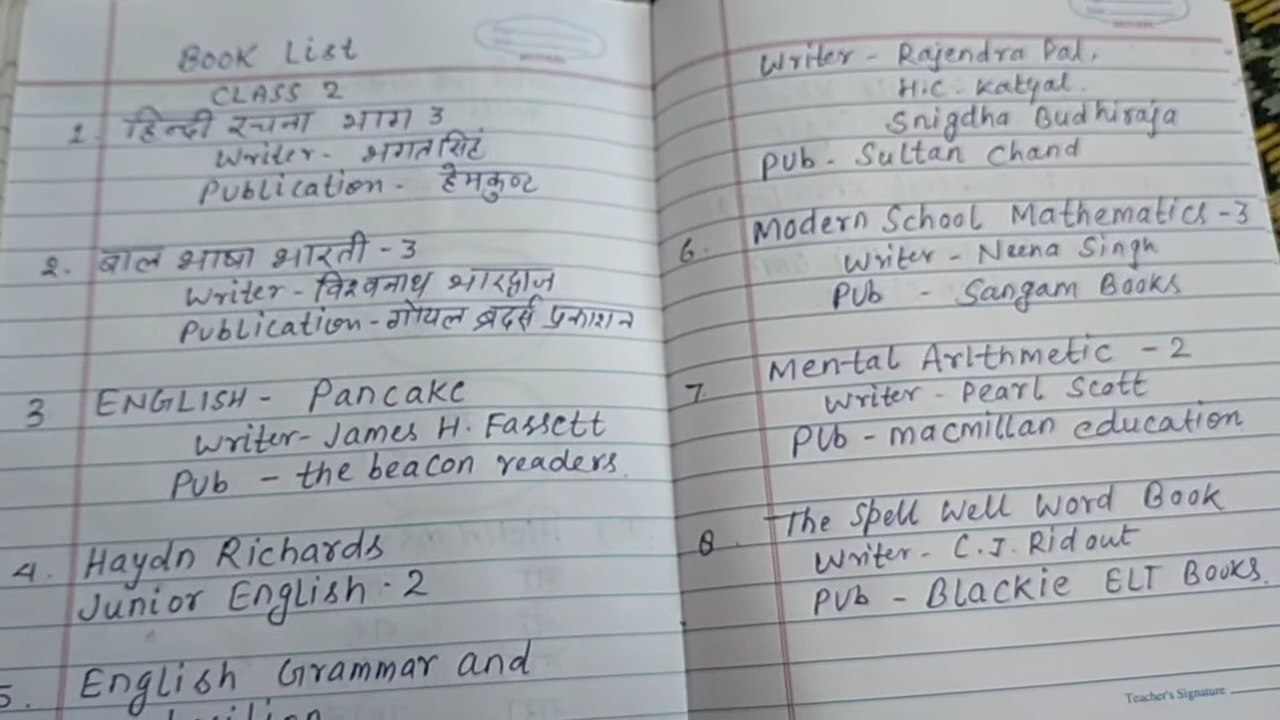 BOOK List
CLASS 2
1. हिन्दी रचना भाग 3
Writer - भगतसिंह
Publication - हेमकुण्ट
2. बाल भाषा भारती - 3
Writer - विश्वनाथ भारद्वाज
Publication - गोयल ब्रदर्स प्रकाशन
3 ENGLISH - Pancake
Writer - James H. Fassett
Pub - the beacon readers.
4. Haydn Richards
Junior English - 2
5. English Grammar and
Writer - Rajendra Pal,
H.C. Katyal.
Snigdha Budhiraja
Pub - Sultan Chand
6. Modern School Mathematics - 3
Writer - Neena Singh
Pub - Sangam Books
7. Mental Arithmetic - 2
Writer - Pearl Scott
Pub - macmillan education
8. The Spell Well Word Book
Writer - C.J. Ridout
Pub - Blackie ELT Books.
Teacher's Signature